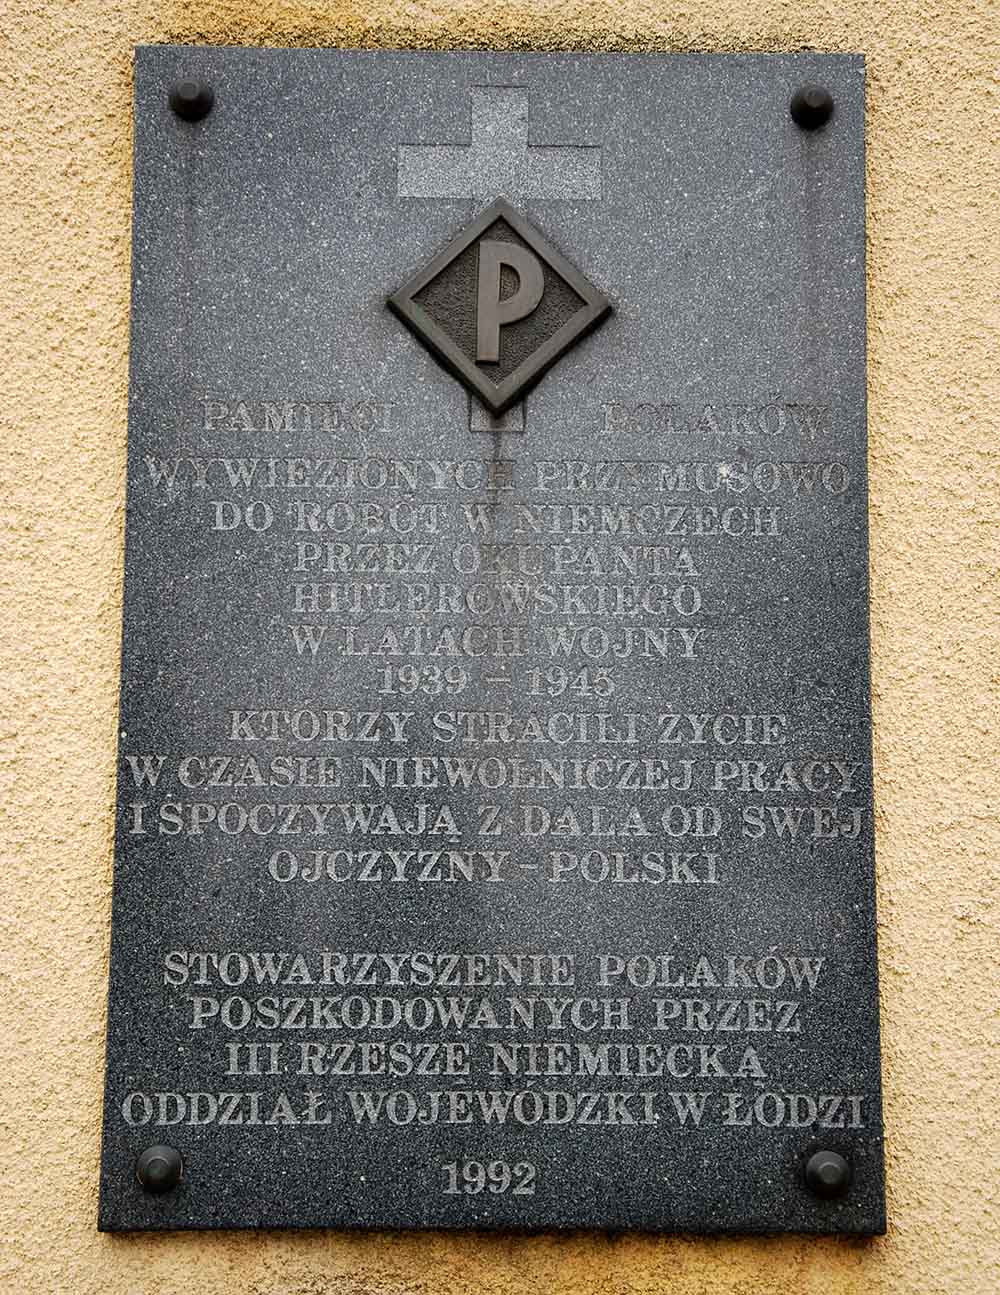 P
PAMIĘCI POLAKÓW
WYWIEZIONYCH PRZYMUSOWO
DO ROBÓT W NIEMCZECH
PRZEZ OKUPANTA
HITLEROWSKIEGO
W LATACH WOJNY
1939 – 1945
KTÓRZY STRACILI ŻYCIE
W CZASIE NIEWOLNICZEJ PRACY
I SPOCZYWAJĄ Z DALA OD SWEJ
OJCZYZNY – POLSKI
STOWARZYSZENIE POLAKÓW
POSZKODOWANYCH PRZEZ
III RZESZĘ NIEMIECKĄ
ODDZIAŁ WOJEWÓDZKI W ŁODZI
1992